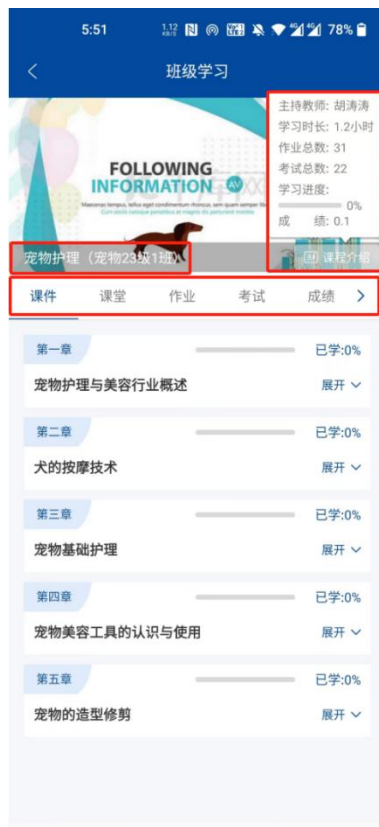 5:51 1.12 KB/S 4G 4G 78%
班级学习
主持教师: 胡涛涛
学习时长: 1.2小时
作业总数: 31
考试总数: 22
学习进度:
0%
成 绩: 0.1
FOLLOWING
INFORMATION
宠物护理（宠物23级1班）
课程介绍
课件 课堂 作业 考试 成绩
第一章 已学:0%
宠物护理与美容行业概述 展开
第二章 已学:0%
犬的按摩技术 展开
第三章 已学:0%
宠物基础护理 展开
第四章 已学:0%
宠物美容工具的认识与使用 展开
第五章 已学:0%
宠物的造型修剪 展开